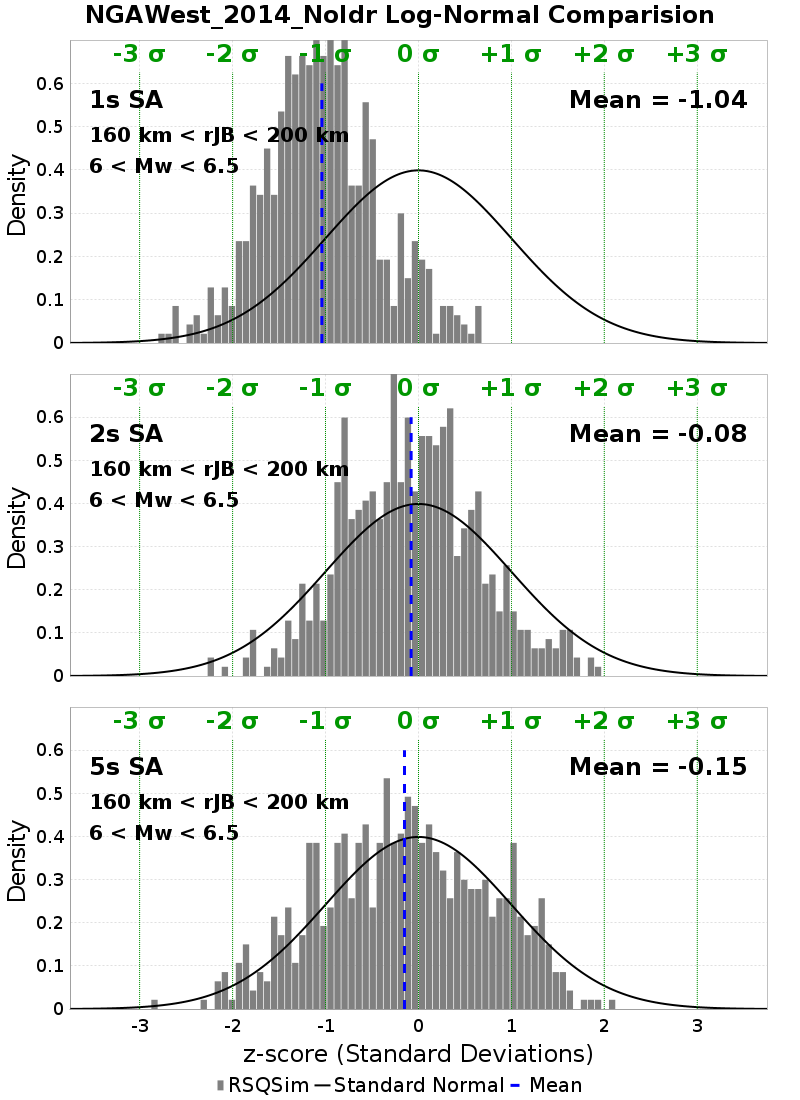 NGAWest_2014_NoIdr Log-Normal Comparision
-3 σ -2 σ -1 σ 0 σ +1 σ +2 σ +3 σ
1s SA Mean = -1.04
160 km < rJB < 200 km
6 < Mw < 6.5
0.6
0.5
0.4
0.3
0.2
0.1
0
Density
-3 σ -2 σ -1 σ 0 σ +1 σ +2 σ +3 σ
2s SA Mean = -0.08
160 km < rJB < 200 km
6 < Mw < 6.5
0.6
0.5
0.4
0.3
0.2
0.1
0
Density
-3 σ -2 σ -1 σ 0 σ +1 σ +2 σ +3 σ
5s SA Mean = -0.15
160 km < rJB < 200 km
6 < Mw < 6.5
0.6
0.5
0.4
0.3
0.2
0.1
0
Density
-3 -2 -1 0 1 2 3
z-score (Standard Deviations)
RSQSim Standard Normal Mean